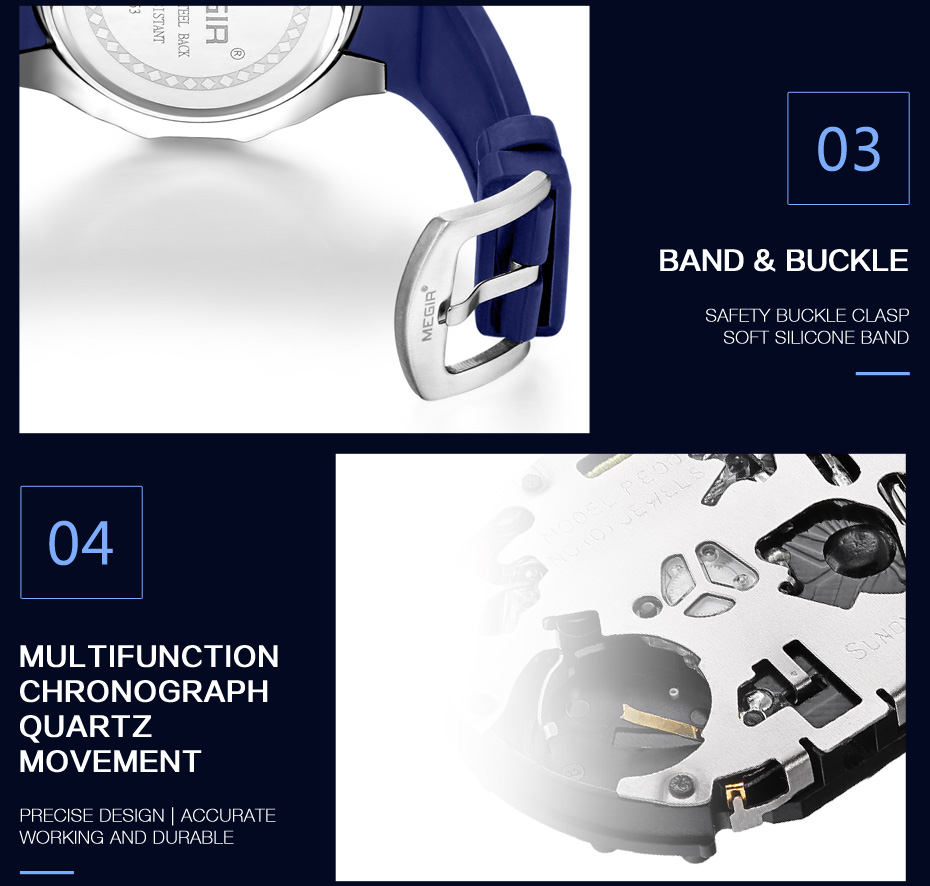 GIR®
EEL BACK
ISTANT
MEGIR®
03
BAND & BUCKLE
SAFETY BUCKLE CLASP
SOFT SILICONE BAND
04
MULTIFUNCTION
CHRONOGRAPH
QUARTZ
MOVEMENT
PRECISE DESIGN | ACCURATE
WORKING AND DURABLE